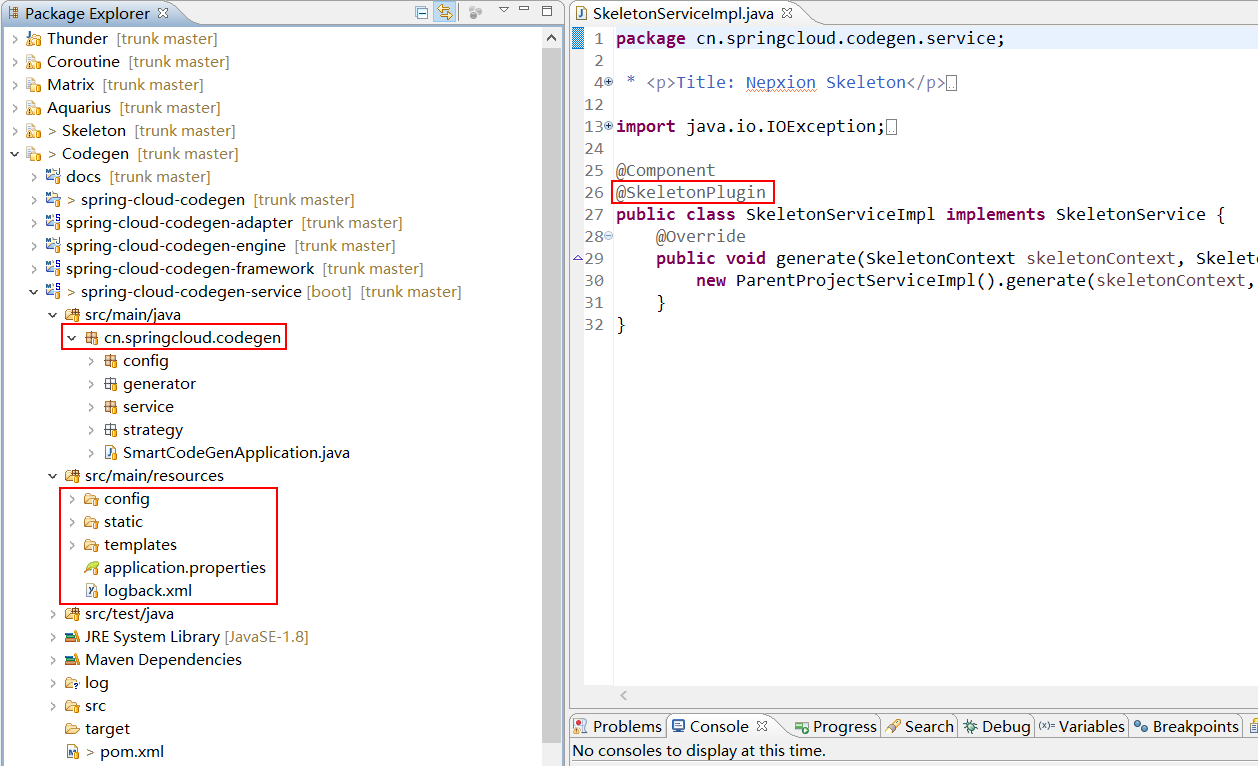 Package Explorer
> Thunder [trunk master]
> Coroutine [trunk master]
> Matrix [trunk master]
> Aquarius [trunk master]
> > Skeleton [trunk master]
> Codegen [trunk master]
> docs [trunk master]
> > spring-cloud-codegen [trunk master]
> spring-cloud-codegen-adapter [trunk master]
> spring-cloud-codegen-engine [trunk master]
> spring-cloud-codegen-framework [trunk master]
> spring-cloud-codegen-service [boot] [trunk master]
src/main/java
cn.springcloud.codegen
> config
> generator
> service
> strategy
> SmartCodeGenApplication.java
src/main/resources
> config
> static
> templates
application.properties
logback.xml
> src/test/java
> JRE System Library [JavaSE-1.8]
> Maven Dependencies
> log
> src
target
> pom.xml
SkeletonServiceImpl.java
1 package cn.springcloud.codegen.service;
2
4 * <p>Title: Nepxion Skeleton</p>
12
13 import java.io.IOException;
24
25 @Component
26 @SkeletonPlugin
27 public class SkeletonServiceImpl implements SkeletonService {
28 @Override
29 public void generate(SkeletonContext skeletonContext, Skele
30 new ParentProjectServiceImpl().generate(skeletonContext,
31 }
32 }
Problems Console Progress Search Debug (x)= Variables Breakpoints
No consoles to display at this time.